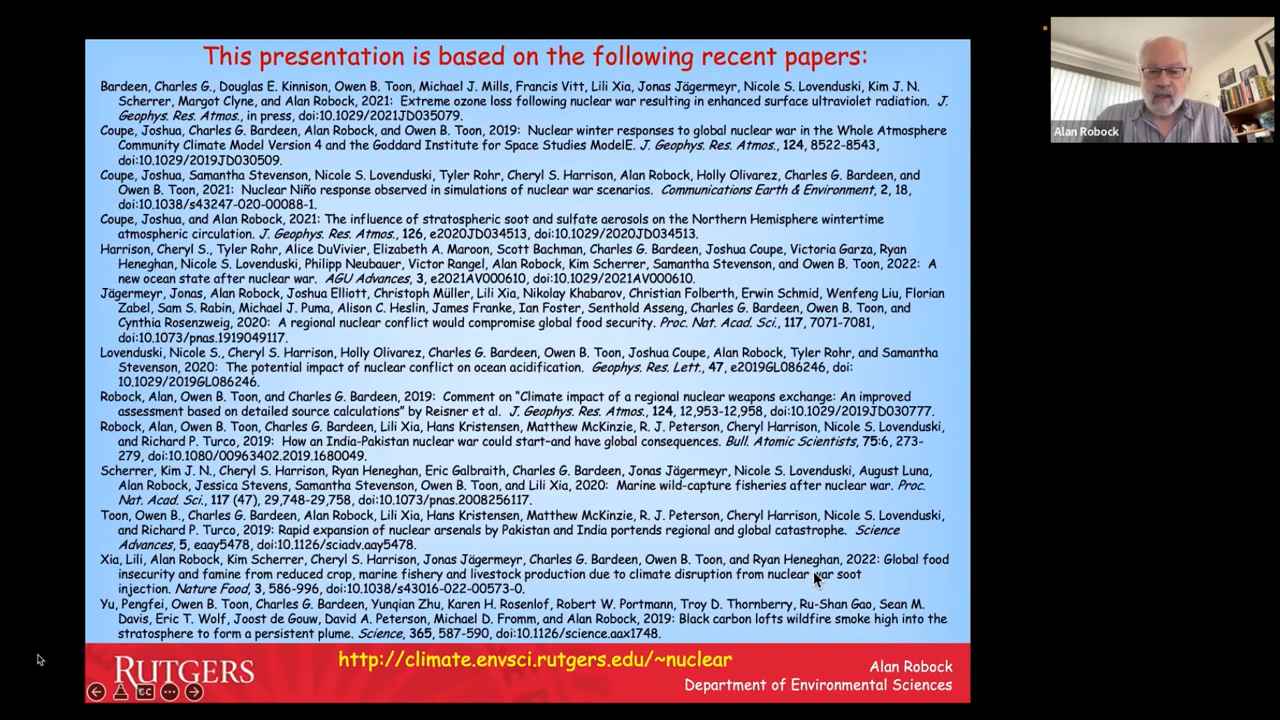 This presentation is based on the following recent papers:
Bardeen, Charles G., Douglas E. Kinnison, Owen B. Toon, Michael J. Mills, Francis Vitt, Lili Xia, Jonas Jägermeyr, Nicole S. Lovenduski, Kim J. N.
Scherrer, Margot Clyne, and Alan Robock, 2021: Extreme ozone loss following nuclear war resulting in enhanced surface ultraviolet radiation. J.
Geophys. Res. Atmos., in press, doi:10.1029/2021JD035079.
Coupe, Joshua, Charles G. Bardeen, Alan Robock, and Owen B. Toon, 2019: Nuclear winter responses to global nuclear war in the Whole Atmosphere
Community Climate Model Version 4 and the Goddard Institute for Space Studies ModelE. J. Geophys. Res. Atmos., 124, 8522-8543,
doi:10.1029/2019JD030509.
Coupe, Joshua, Samantha Stevenson, Nicole S. Lovenduski, Tyler Rohr, Cheryl S. Harrison, Alan Robock, Holly Olivarez, Charles G. Bardeen, and
Owen B. Toon, 2021: Nuclear Niño response observed in simulations of nuclear war scenarios. Communications Earth & Environment, 2, 18,
doi:10.1038/s43247-020-00088-1.
Coupe, Joshua, and Alan Robock, 2021: The influence of stratospheric soot and sulfate aerosols on the Northern Hemisphere wintertime
atmospheric circulation. J. Geophys. Res. Atmos., 126, e2020JD034513, doi:10.1029/2020JD034513.
Harrison, Cheryl S., Tyler Rohr, Alice DuVivier, Elizabeth A. Maroon, Scott Bachman, Charles G. Bardeen, Joshua Coupe, Victoria Garza, Ryan
Heneghan, Nicole S. Lovenduski, Philipp Neubauer, Victor Rangel, Alan Robock, Kim Scherrer, Samantha Stevenson, and Owen B. Toon, 2022: A
new ocean state after nuclear war. AGU Advances, 3, e2021AV000610, doi:10.1029/2021AV000610.
Jägermeyr, Jonas, Alan Robock, Joshua Elliott, Christoph Müller, Lili Xia, Nikolay Khabarov, Christian Folberth, Erwin Schmid, Wenfeng Liu, Florian
Zabel, Sam S. Rabin, Michael J. Puma, Alison C. Heslin, James Franke, Ian Foster, Senthold Asseng, Charles G. Bardeen, Owen B. Toon, and
Cynthia Rosenzweig, 2020: A regional nuclear conflict would compromise global food security. Proc. Nat. Acad. Sci., 117, 7071-7081,
doi:10.1073/pnas.1919049117.
Lovenduski, Nicole S., Cheryl S. Harrison, Holly Olivarez, Charles G. Bardeen, Owen B. Toon, Joshua Coupe, Alan Robock, Tyler Rohr, and Samantha
Stevenson, 2020: The potential impact of nuclear conflict on ocean acidification. Geophys. Res. Lett., 47, e2019GL086246, doi:
10.1029/2019GL086246.
Robock, Alan, Owen B. Toon, and Charles G. Bardeen, 2019: Comment on “Climate impact of a regional nuclear weapons exchange: An improved
assessment based on detailed source calculations” by Reisner et al. J. Geophys. Res. Atmos., 124, 12,953-12,958, doi:10.1029/2019JD030777.
Robock, Alan, Owen B. Toon, Charles G. Bardeen, Lili Xia, Hans Kristensen, Matthew McKinzie, R. J. Peterson, Cheryl Harrison, Nicole S. Lovenduski,
and Richard P. Turco, 2019: How an India-Pakistan nuclear war could start–and have global consequences. Bull. Atomic Scientists, 75:6, 273-
279, doi:10.1080/00963402.2019.1680049.
Scherrer, Kim J. N., Cheryl S. Harrison, Ryan Heneghan, Eric Galbraith, Charles G. Bardeen, Jonas Jägermeyr, Nicole S. Lovenduski, August Luna,
Alan Robock, Jessica Stevens, Samantha Stevenson, Owen B. Toon, and Lili Xia, 2020: Marine wild-capture fisheries after nuclear war. Proc.
Nat. Acad. Sci., 117 (47), 29,748-29,758, doi:10.1073/pnas.2008256117.
Toon, Owen B., Charles G. Bardeen, Alan Robock, Lili Xia, Hans Kristensen, Matthew McKinzie, R. J. Peterson, Cheryl Harrison, Nicole S. Lovenduski,
and Richard P. Turco, 2019: Rapid expansion of nuclear arsenals by Pakistan and India portends regional and global catastrophe. Science
Advances, 5, eaay5478, doi:10.1126/sciadv.aay5478.
Xia, Lili, Alan Robock, Kim Scherrer, Cheryl S. Harrison, Jonas Jägermeyr, Charles G. Bardeen, Owen B. Toon, and Ryan Heneghan, 2022: Global food
insecurity and famine from reduced crop, marine fishery and livestock production due to climate disruption from nuclear war soot
injection. Nature Food, 3, 586-996, doi:10.1038/s43016-022-00573-0.
Yu, Pengfei, Owen B. Toon, Charles G. Bardeen, Yunqian Zhu, Karen H. Rosenlof, Robert W. Portmann, Troy D. Thornberry, Ru-Shan Gao, Sean M.
Davis, Eric T. Wolf, Joost de Gouw, David A. Peterson, Michael D. Fromm, and Alan Robock, 2019: Black carbon lofts wildfire smoke high into the
stratosphere to form a persistent plume. Science, 365, 587-590, doi:10.1126/science.aax1748.
RUTGERS
http://climate.envsci.rutgers.edu/~nuclear
Alan Robock
Department of Environmental Sciences
CC
Alan Robock